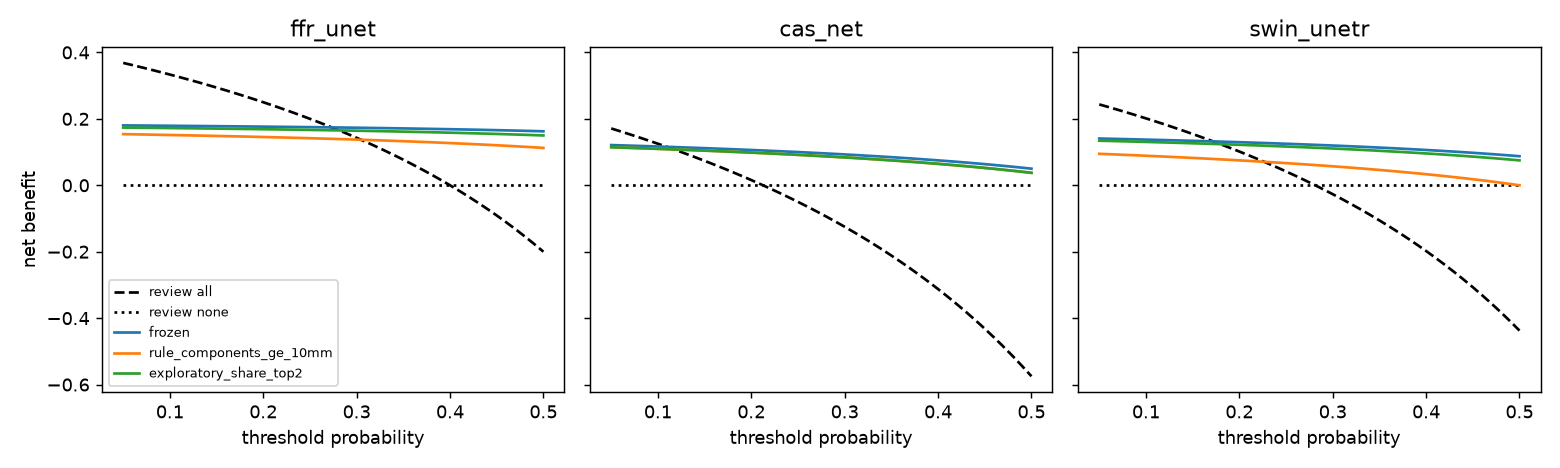 ffr_unet
cas_net
swin_unetr
net benefit
0.4
0.2
0.0
−0.2
−0.4
−0.6
review all
review none
frozen
rule_components_ge_10mm
exploratory_share_top2
0.1 0.2 0.3 0.4 0.5
threshold probability
0.1 0.2 0.3 0.4 0.5
threshold probability
0.1 0.2 0.3 0.4 0.5
threshold probability